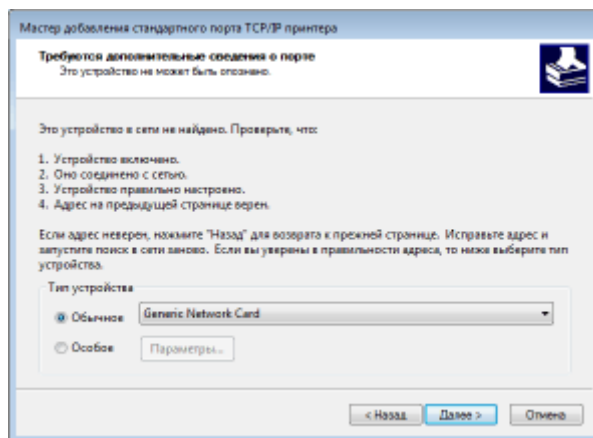 Мастер добавления стандартного порта TCP/IP принтера
Требуются дополнительные сведения о порте
Это устройство не может быть опознано.
Это устройство в сети не найдено. Проверьте, что:
1. Устройство включено.
2. Оно соединено с сетью.
3. Устройство правильно настроено.
4. Адрес на предыдущей странице верен.
Если адрес неверен, нажмите "Назад" для возврата к прежней странице. Исправьте адрес и
запустите поиск в сети заново. Если вы уверены в правильности адреса, то ниже выберите тип
устройства.
Тип устройства
Обычное Generic Network Card
Особое Параметры...
< Назад Далее > Отмена